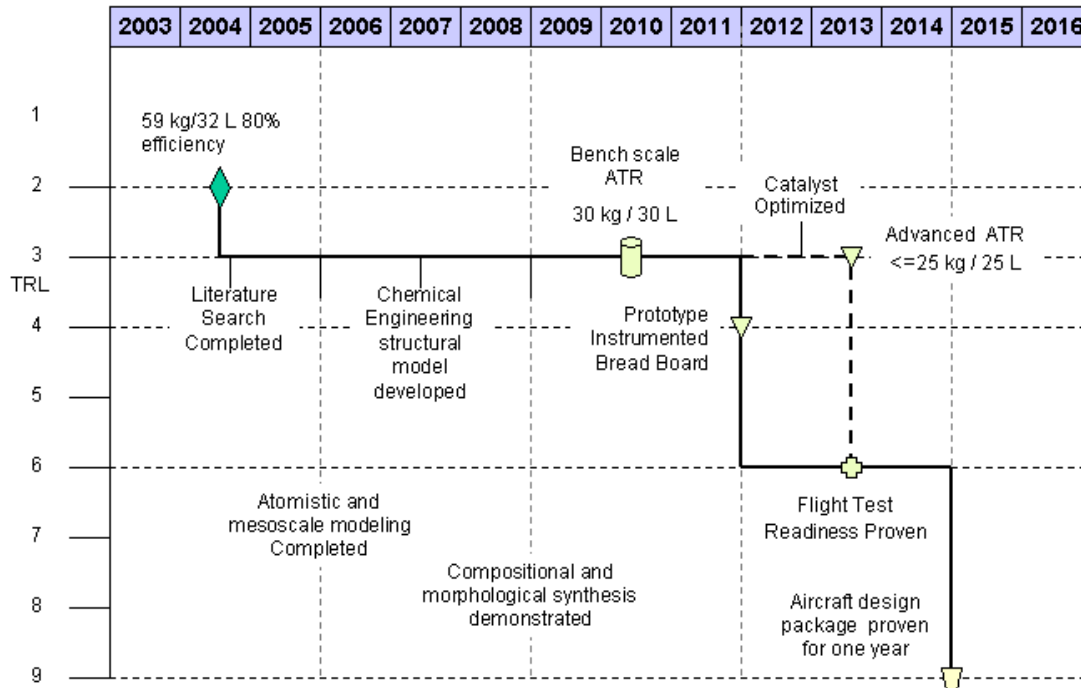 2003 2004 2005 2006 2007 2008 2009 2010 2011 2012 2013 2014 2015 2016
1
59 kg/32 L 80%
efficiency
Bench scale
ATR
30 kg / 30 L
2
Catalyst
Optimized
3
Advanced ATR
<=25 kg / 25 L
TRL
Literature
Search
Completed
Chemical
Engineering
structural
model
developed
Prototype
Instrumented
Bread Board
4
5
6
Atomistic and
mesoscale modeling
Completed
Flight Test
Readiness Proven
7
Compositional and
morphological synthesis
demonstrated
Aircraft design
package proven
for one year
8
9